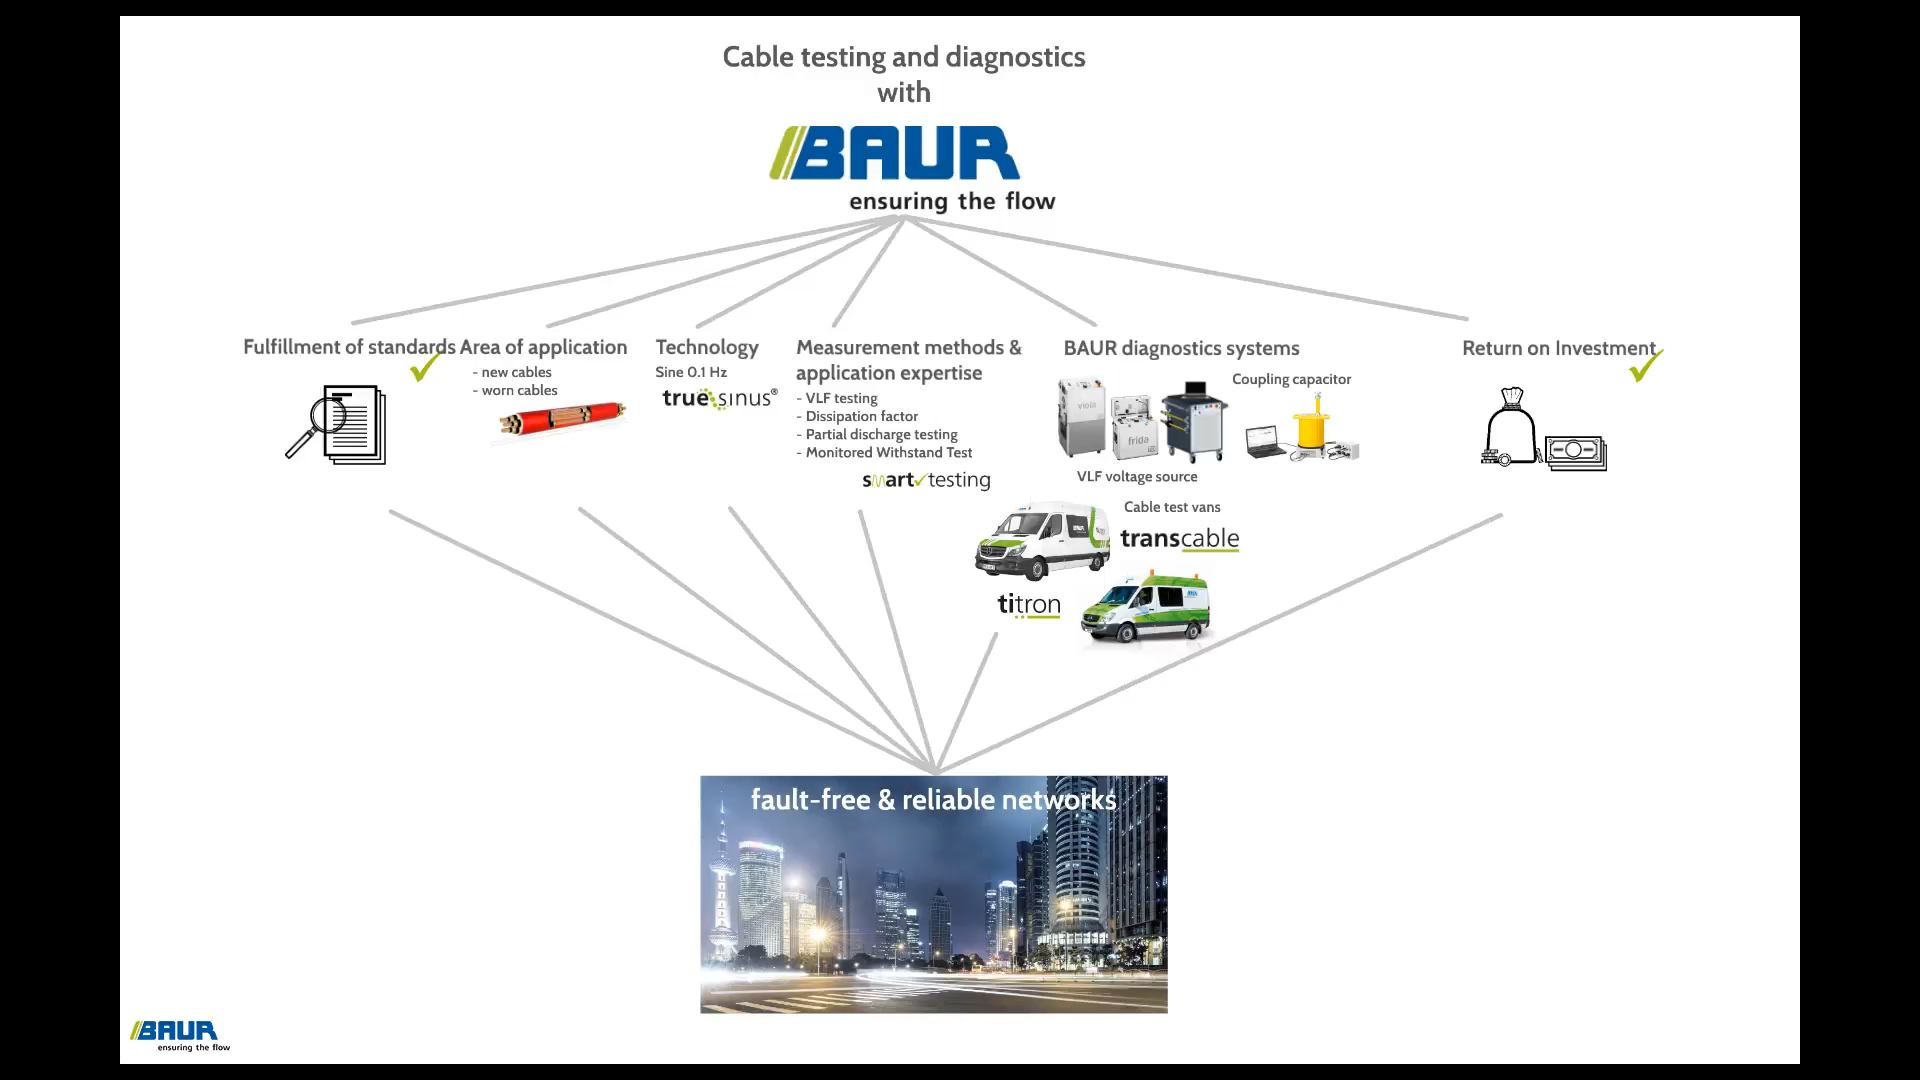 Cable testing and diagnostics
with
BAUR
ensuring the flow
Fulfillment of standards
Area of application
- new cables
- worn cables
Technology
Sine 0.1 Hz
truesinus®
Measurement methods &
application expertise
- VLF testing
- Dissipation factor
- Partial discharge testing
- Monitored Withstand Test
smart testing
BAUR diagnostics systems
Coupling capacitor
viola
frida
VLF voltage source
Cable test vans
transcable
titron
Return on Investment
fault-free & reliable networks
BAUR
ensuring the flow